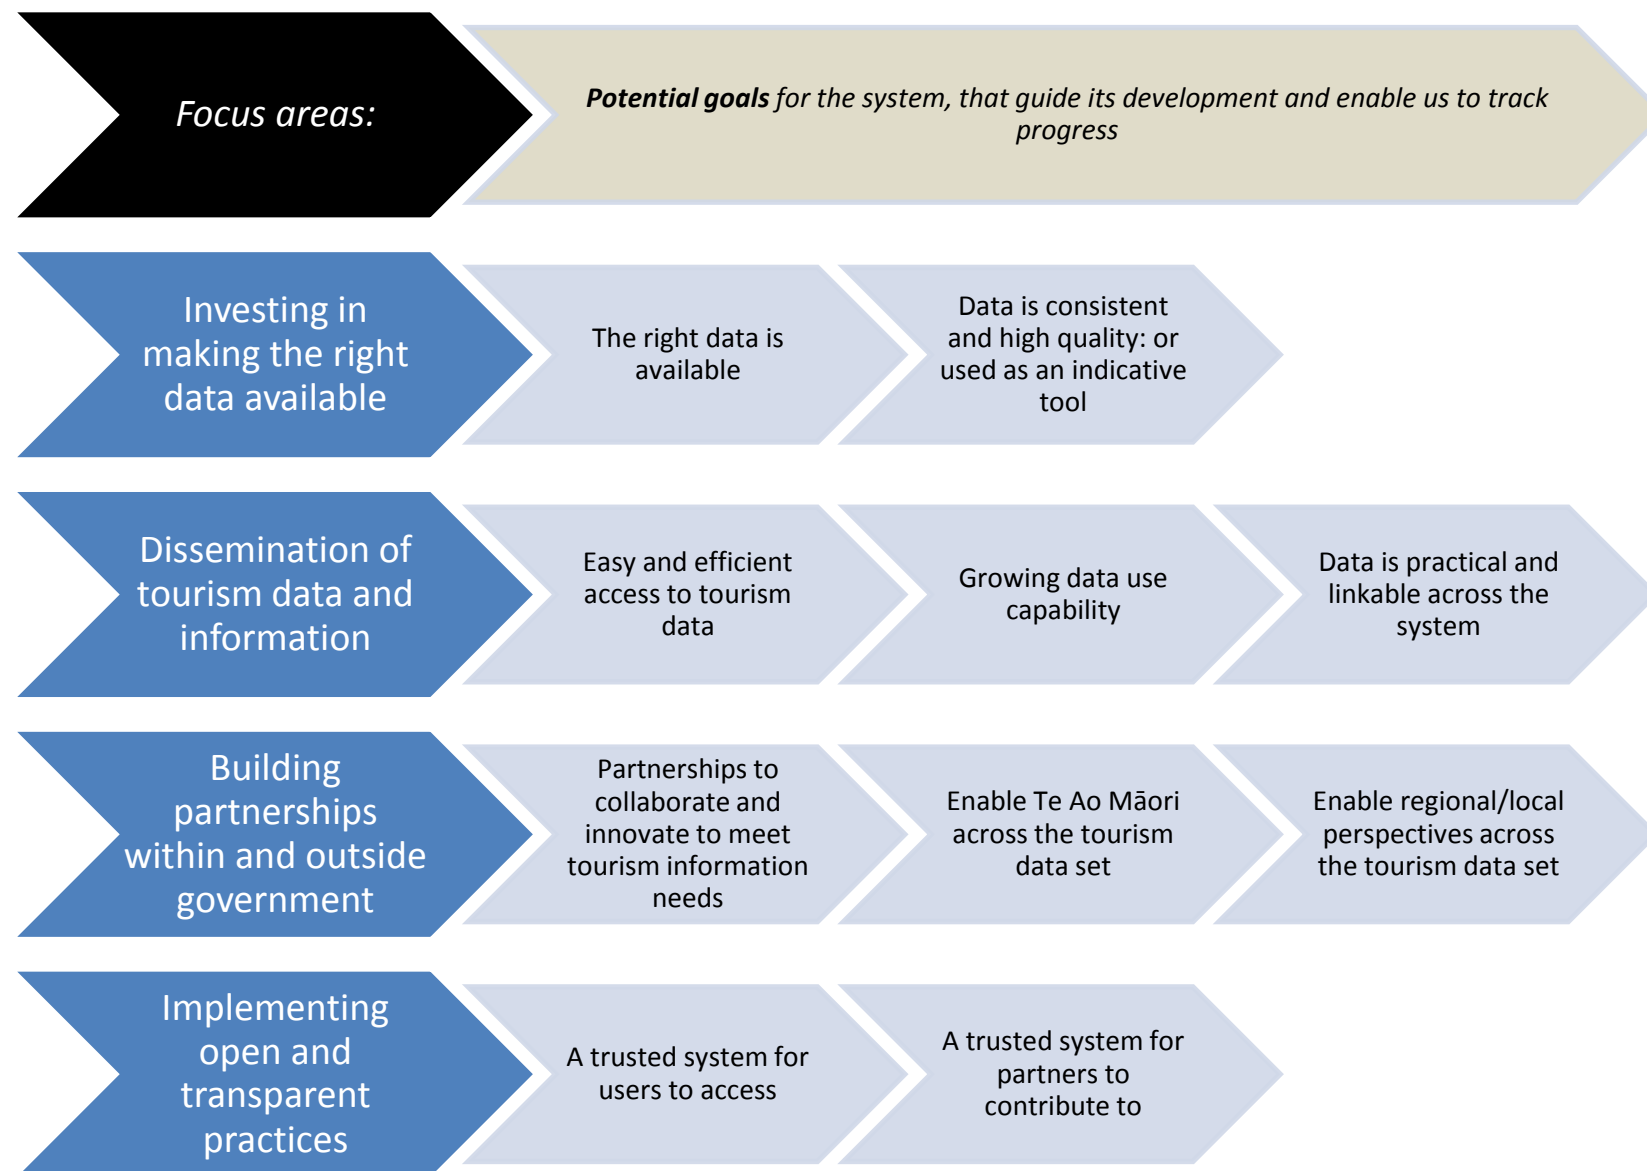 Focus areas:
Potential goals for the system, that guide its development and enable us to track
progress
Investing in
making the right
data available
The right data is
available
Data is consistent
and high quality: or
used as an indicative
tool
Dissemination of
tourism data and
information
Easy and efficient
access to tourism
data
Growing data use
capability
Data is practical and
linkable across the
system
Building
partnerships
within and outside
government
Partnerships to
collaborate and
innovate to meet
tourism information
needs
Enable Te Ao Māori
across the tourism
data set
Enable regional/local
perspectives across
the tourism data set
Implementing
open and
transparent
practices
A trusted system for
users to access
A trusted system for
partners to
contribute to